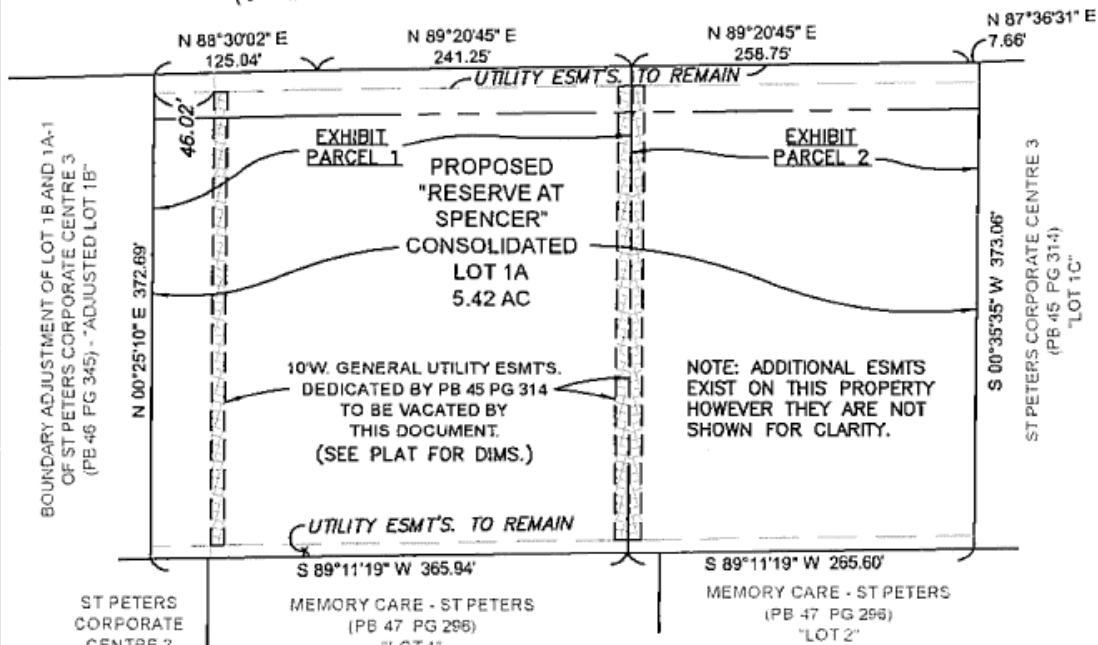 N 88°30'02" E
125.04'
N 89°20'45" E
241.25'
N 89°20'45" E
258.75'
N 87°36'31" E
7.66'
UTILITY ESMT'S. TO REMAIN
46.02'
EXHIBIT
PARCEL 1
EXHIBIT
PARCEL 2
PROPOSED
"RESERVE AT
SPENCER"
CONSOLIDATED
LOT 1A
5.42 AC
BOUNDARY ADJUSTMENT OF LOT 1B AND 1A-1
OF ST PETERS CORPORATE CENTRE 3
(PB 46 PG 345) - "ADJUSTED LOT 1B"
N 00°25'10" E 372.69'
10'W. GENERAL UTILITY ESMT'S.
DEDICATED BY PB 45 PG 314
TO BE VACATED BY
THIS DOCUMENT.
(SEE PLAT FOR DIMS.)
NOTE: ADDITIONAL ESMTS
EXIST ON THIS PROPERTY
HOWEVER THEY ARE NOT
SHOWN FOR CLARITY.
S 00°35'35" W 373.06'
ST PETERS CORPORATE CENTRE 3
(PB 45 PG 314)
"LOT 1C"
UTILITY ESMT'S. TO REMAIN
S 89°11'19" W 365.94'
S 89°11'19" W 265.60'
ST PETERS
CORPORATE
CENTRE 3
MEMORY CARE - ST PETERS
(PB 47 PG 296)
MEMORY CARE - ST PETERS
(PB 47 PG 296)
"LOT 2"